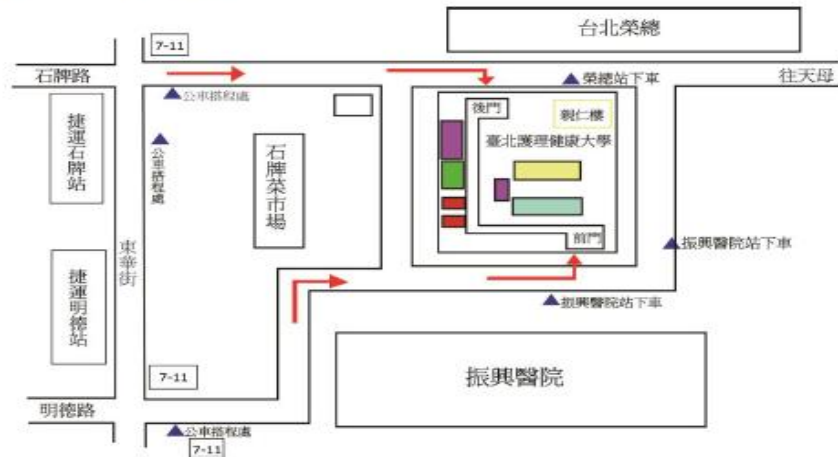 台北榮總
7-11
石牌路
榮總站下車
往天母
公車搭程處
後門
親仁樓
捷運石牌站
公車搭程處
石牌菜市場
臺北護理健康大學
東華街
前門
振興醫院站下車
捷運明德站
振興醫院站下車
7-11
振興醫院
明德路
公車搭程處
7-11